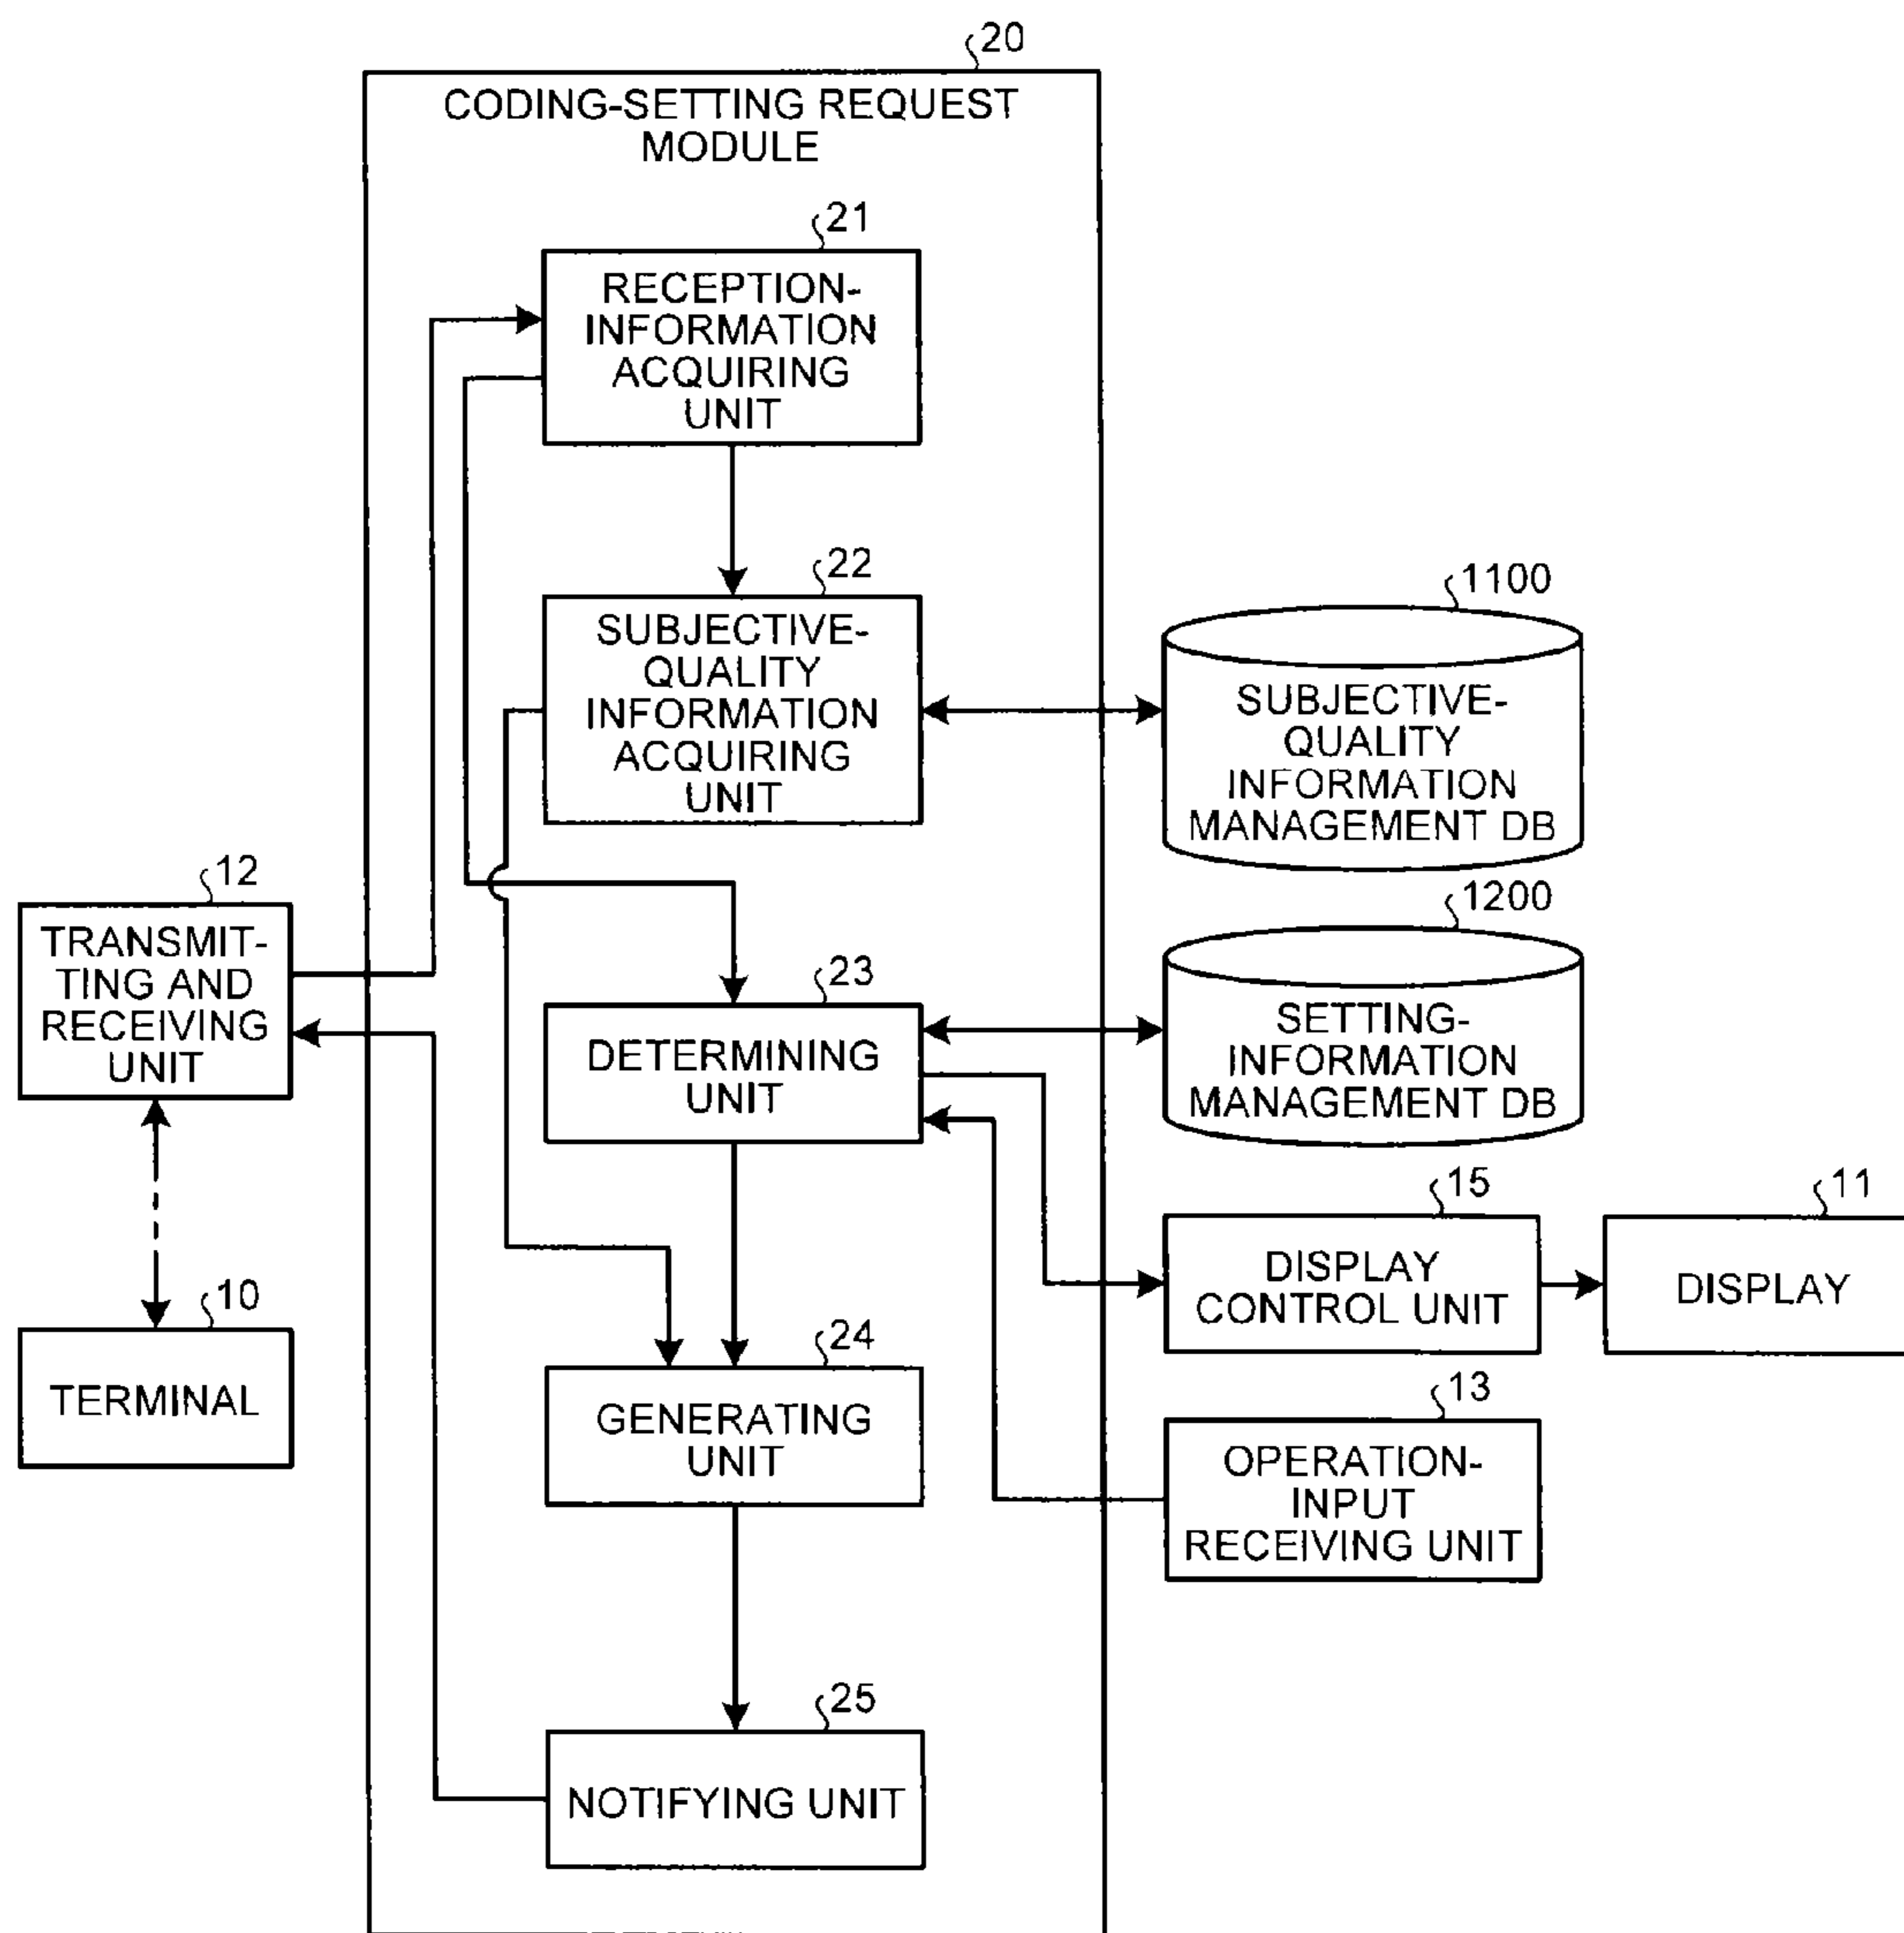 20
CODING-SETTING REQUEST
MODULE
21
RECEPTION-
INFORMATION
ACQUIRING
UNIT
22
SUBJECTIVE-
QUALITY
INFORMATION
ACQUIRING
UNIT
1100
SUBJECTIVE-
QUALITY
INFORMATION
MANAGEMENT DB
12
TRANSMIT-
TING AND
RECEIVING
UNIT
23
DETERMINING
UNIT
1200
SETTING-
INFORMATION
MANAGEMENT DB
15
DISPLAY
CONTROL UNIT
11
DISPLAY
10
TERMINAL
24
GENERATING
UNIT
13
OPERATION-
INPUT
RECEIVING UNIT
25
NOTIFYING UNIT